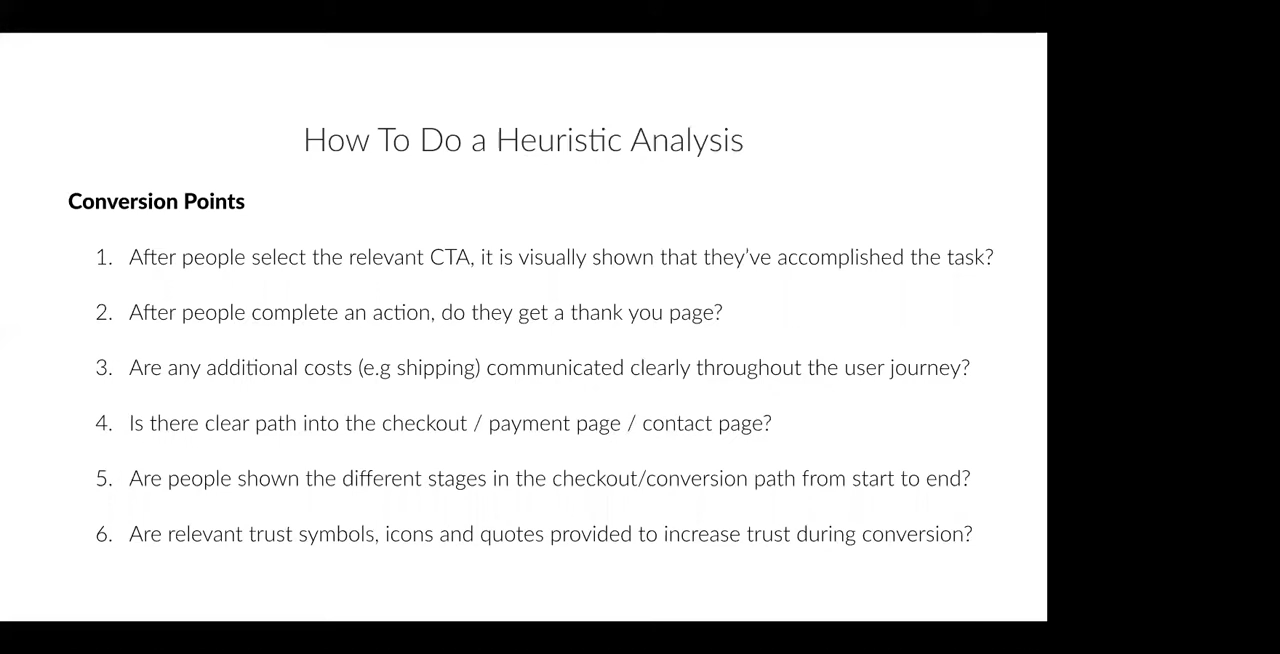 How To Do a Heuristic Analysis
Conversion Points
1. After people select the relevant CTA, it is visually shown that they've accomplished the task?
2. After people complete an action, do they get a thank you page?
3. Are any additional costs (e.g shipping) communicated clearly throughout the user journey?
4. Is there clear path into the checkout / payment page / contact page?
5. Are people shown the different stages in the checkout/conversion path from start to end?
6. Are relevant trust symbols, icons and quotes provided to increase trust during conversion?